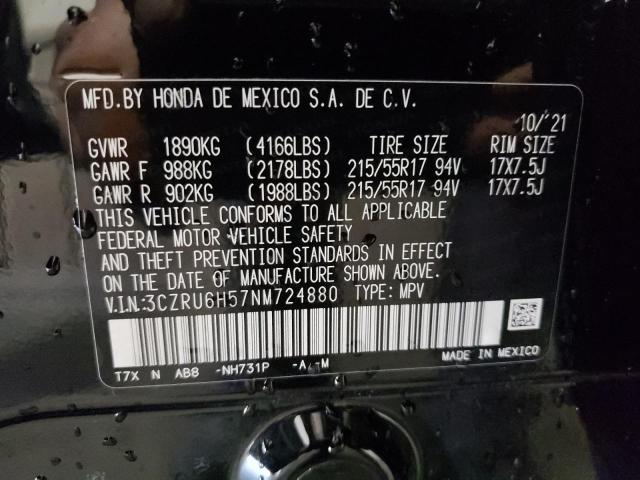 MFD.BY HONDA DE MEXICO S.A. DE C.V.
10/'21
GVWR 1890KG (4166LBS) TIRE SIZE RIM SIZE
GAWR F 988KG (2178LBS) 215/55R17 94V 17X7.5J
GAWR R 902KG (1988LBS) 215/55R17 94V 17X7.5J
THIS VEHICLE CONFORMS TO ALL APPLICABLE
FEDERAL MOTOR VEHICLE SAFETY
AND THEFT PREVENTION STANDARDS IN EFFECT
ON THE DATE OF MANUFACTURE SHOWN ABOVE.
V.I.N.:3CZRU6H57NM724880 TYPE: MPV
MADE IN MEXICO
T7X N AB8 -NH731P -A -M